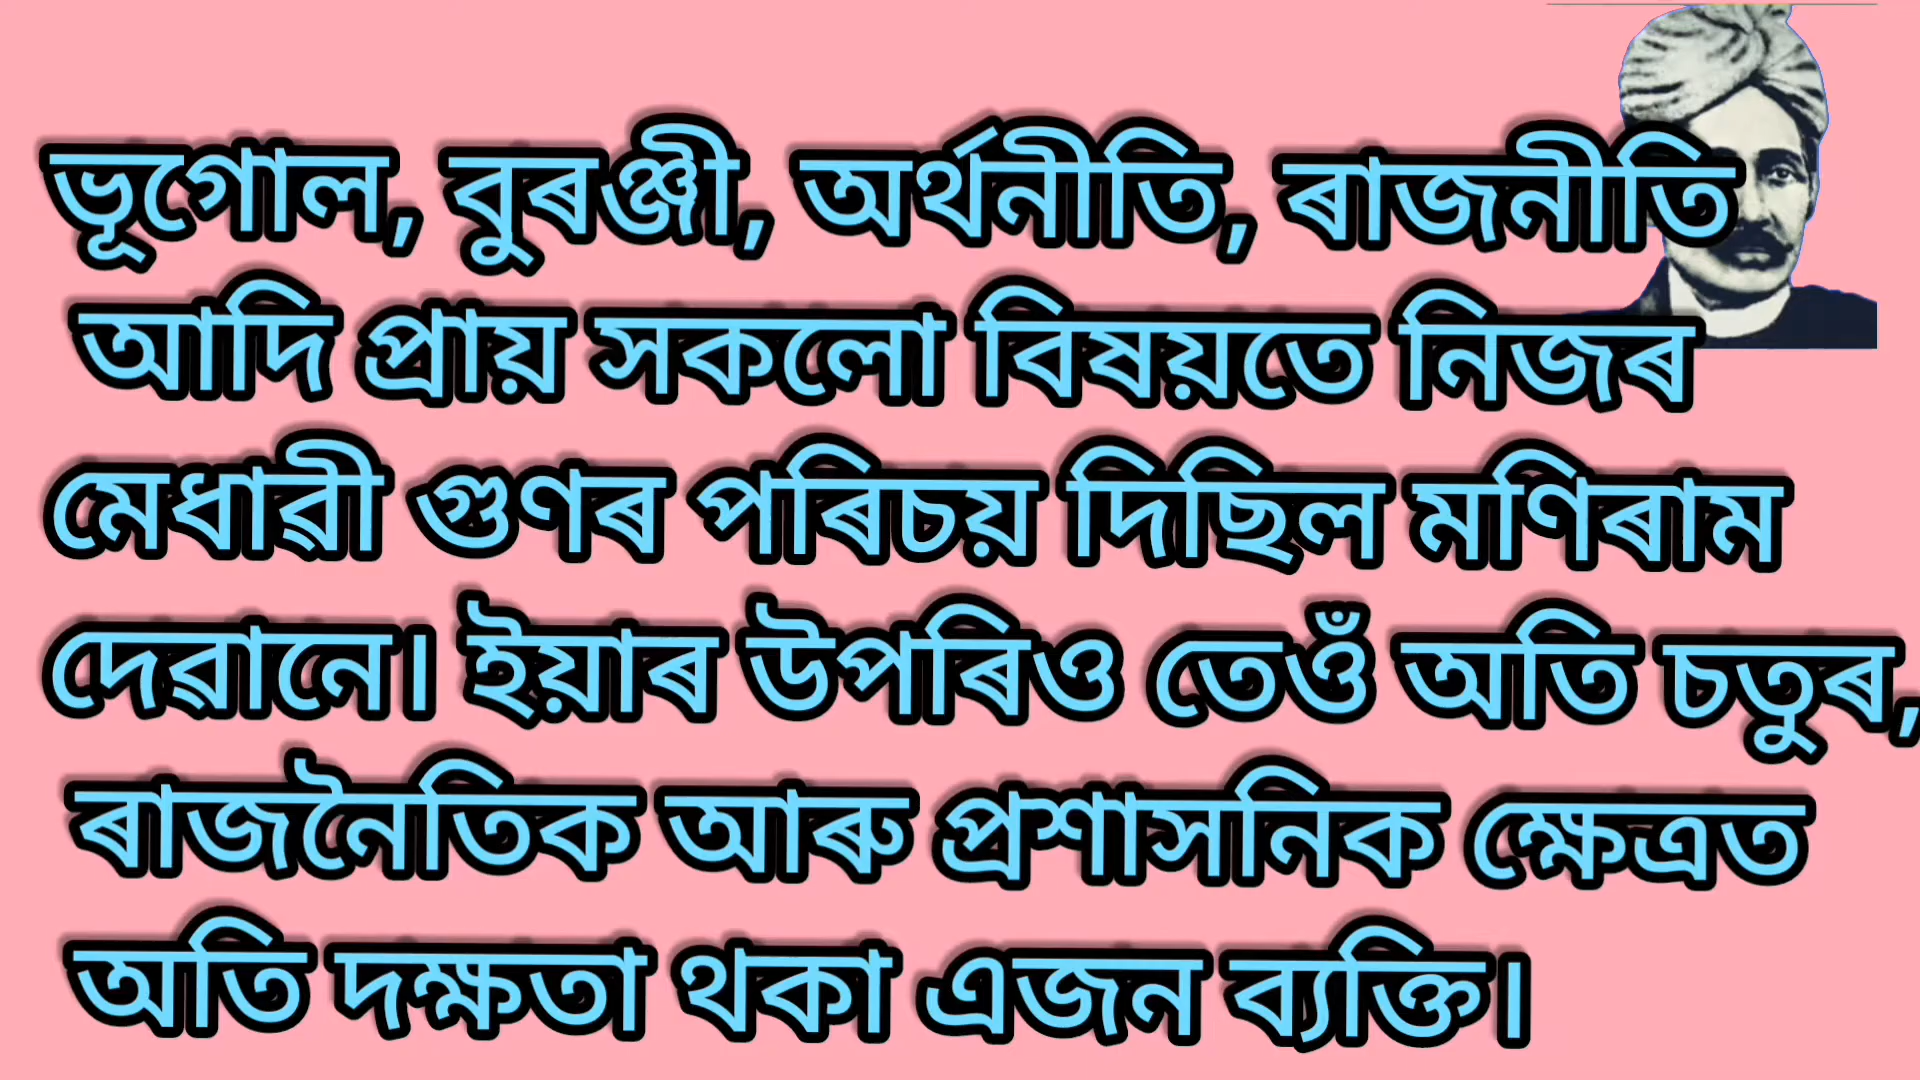 ভূগোল, বুৰঞ্জী, অৰ্থনীতি, ৰাজনীতি
আদি প্ৰায় সকলো বিষয়তে নিজৰ
মেধাৱী গুণৰ পৰিচয় দিছিল মণিৰাম
দেৱানে। ইয়াৰ উপৰিও তেওঁ অতি চতুৰ,
ৰাজনৈতিক আৰু প্ৰশাসনিক ক্ষেত্ৰত
অতি দক্ষতা থকা এজন ব্যক্তি।